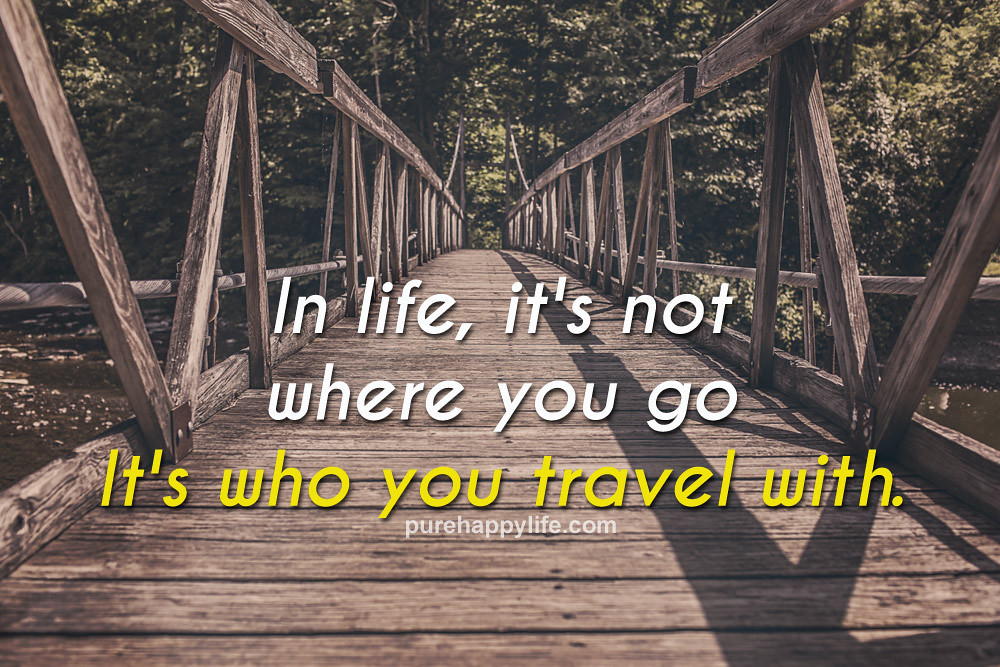 In life, it's not
where you go
It's who you travel with.
purehappylife.com